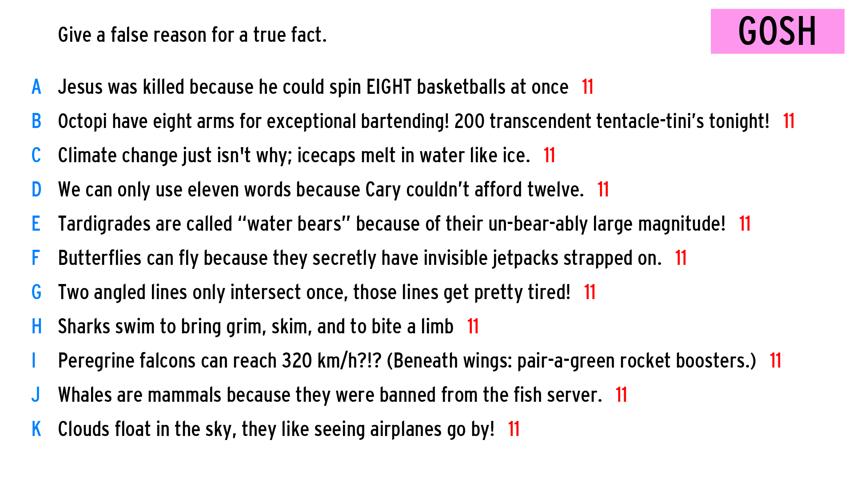 Give a false reason for a true fact.
GOSH
A Jesus was killed because he could spin EIGHT basketballs at once 11
B Octopi have eight arms for exceptional bartending! 200 transcendent tentacle-tini’s tonight! 11
C Climate change just isn't why; icecaps melt in water like ice. 11
D We can only use eleven words because Cary couldn’t afford twelve. 11
E Tardigrades are called “water bears” because of their un-bear-ably large magnitude! 11
F Butterflies can fly because they secretly have invisible jetpacks strapped on. 11
G Two angled lines only intersect once, those lines get pretty tired! 11
H Sharks swim to bring grim, skim, and to bite a limb 11
I Peregrine falcons can reach 320 km/h?!? (Beneath wings: pair-a-green rocket boosters.) 11
J Whales are mammals because they were banned from the fish server. 11
K Clouds float in the sky, they like seeing airplanes go by! 11